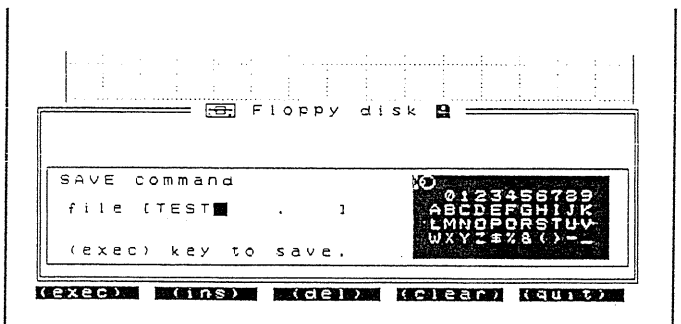 Floppy disk
SAVE command
0123456789
file [TEST . ]
ABCDEFGHIJK
LMNOPQRSTUV
WXYZ$%&()-_
(exec) key to save.
(exec) (ins) (del) (clear) (quit)